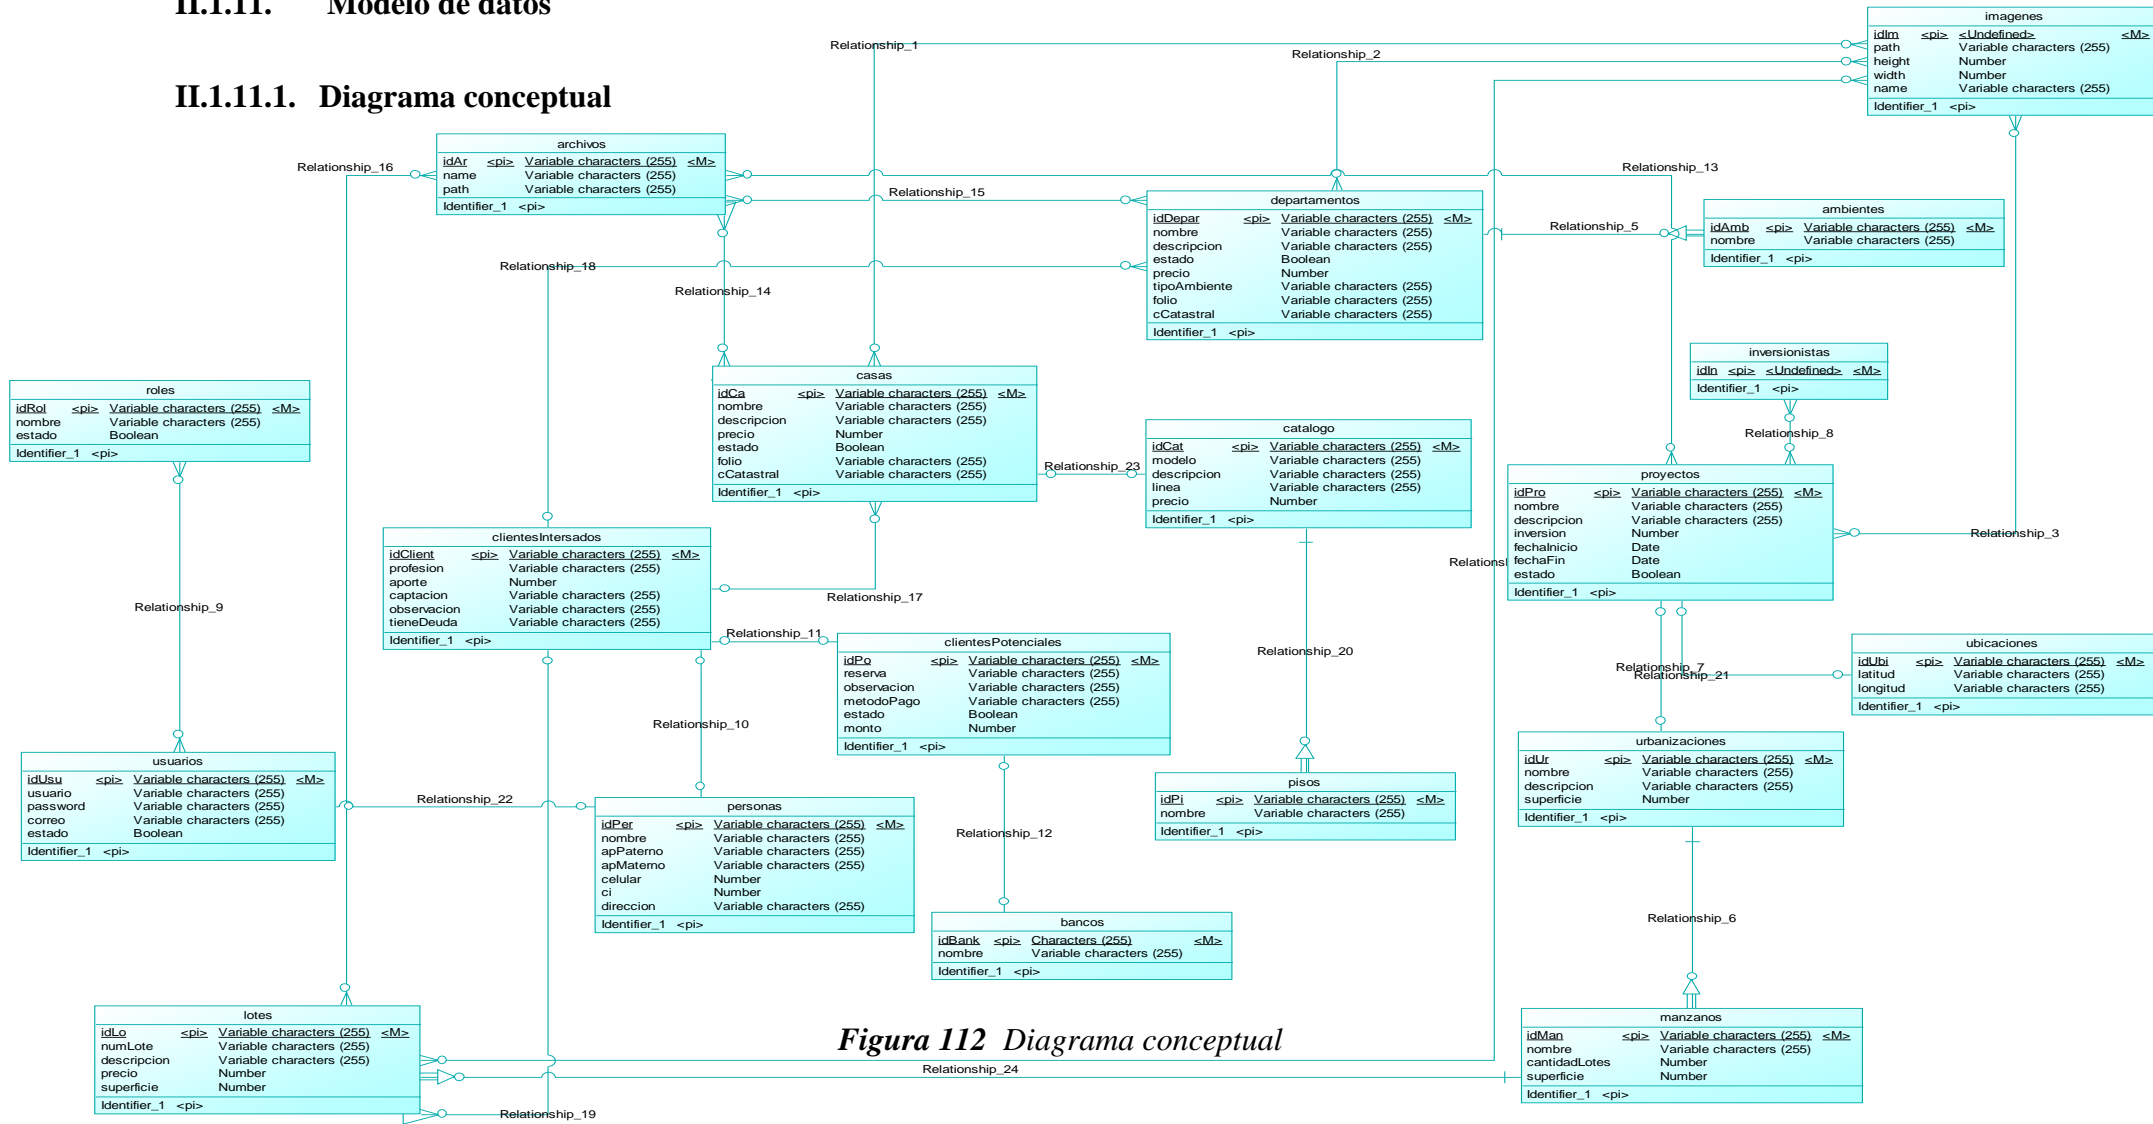 II.1.11. Modelo de datos
II.1.11.1. Diagrama conceptual
imagenes
idIm <pi> <Undefined> <M>
path Variable characters (255)
height Number
width Number
name Variable characters (255)
Identifier_1 <pi>
Relationship_1
Relationship_2
archivos
idAr <pi> Variable characters (255) <M>
name Variable characters (255)
path Variable characters (255)
Identifier_1 <pi>
Relationship_16
Relationship_15
Relationship_13
departamentos
idDepar <pi> Variable characters (255) <M>
nombre Variable characters (255)
descripcion Variable characters (255)
estado Boolean
precio Number
tipoAmbiente Variable characters (255)
folio Variable characters (255)
cCatastral Variable characters (255)
Identifier_1 <pi>
Relationship_5
ambientes
idAmb <pi> Variable characters (255) <M>
nombre Variable characters (255)
Identifier_1 <pi>
Relationship_18
Relationship_14
inversionistas
idIn <pi> <Undefined> <M>
Identifier_1 <pi>
Relationship_8
roles
idRol <pi> Variable characters (255) <M>
nombre Variable characters (255)
estado Boolean
Identifier_1 <pi>
casas
idCa <pi> Variable characters (255) <M>
nombre Variable characters (255)
descripcion Variable characters (255)
precio Number
estado Boolean
folio Variable characters (255)
cCatastral Variable characters (255)
Identifier_1 <pi>
Relationship_23
catalogo
idCat <pi> Variable characters (255) <M>
modelo Variable characters (255)
descripcion Variable characters (255)
linea Variable characters (255)
precio Number
Identifier_1 <pi>
proyectos
idPro <pi> Variable characters (255) <M>
nombre Variable characters (255)
descripcion Variable characters (255)
inversion Number
fechaInicio Date
fechaFin Date
estado Boolean
Identifier_1 <pi>
Relationship_3
Relations
clientesIntersados
idClient <pi> Variable characters (255) <M>
profesion Variable characters (255)
aporte Number
captacion Variable characters (255)
observacion Variable characters (255)
tieneDeuda Variable characters (255)
Identifier_1 <pi>
Relationship_17
Relationship_9
Relationship_11
clientesPotenciales
idPo <pi> Variable characters (255) <M>
reserva Variable characters (255)
observacion Variable characters (255)
metodoPago Variable characters (255)
estado Boolean
monto Number
Identifier_1 <pi>
Relationship_20
Relationship_7
Relationship_21
ubicaciones
idUbi <pi> Variable characters (255) <M>
latitud Variable characters (255)
longitud Variable characters (255)
Identifier_1 <pi>
Relationship_10
usuarios
idUsu <pi> Variable characters (255) <M>
usuario Variable characters (255)
password Variable characters (255)
correo Variable characters (255)
estado Boolean
Identifier_1 <pi>
Relationship_22
personas
idPer <pi> Variable characters (255) <M>
nombre Variable characters (255)
apPaterno Variable characters (255)
apMaterno Variable characters (255)
celular Number
ci Number
direccion Variable characters (255)
Identifier_1 <pi>
Relationship_12
pisos
idPi <pi> Variable characters (255) <M>
nombre Variable characters (255)
Identifier_1 <pi>
urbanizaciones
idUr <pi> Variable characters (255) <M>
nombre Variable characters (255)
descripcion Variable characters (255)
superficie Number
Identifier_1 <pi>
Relationship_6
bancos
idBank <pi> Characters (255) <M>
nombre Variable characters (255)
Identifier_1 <pi>
lotes
idLo <pi> Variable characters (255) <M>
numLote Variable characters (255)
descripcion Variable characters (255)
precio Number
superficie Number
Identifier_1 <pi>
Figura 112 Diagrama conceptual
Relationship_24
Relationship_19
manzanos
idMan <pi> Variable characters (255) <M>
nombre Variable characters (255)
cantidadLotes Number
superficie Number
Identifier_1 <pi>